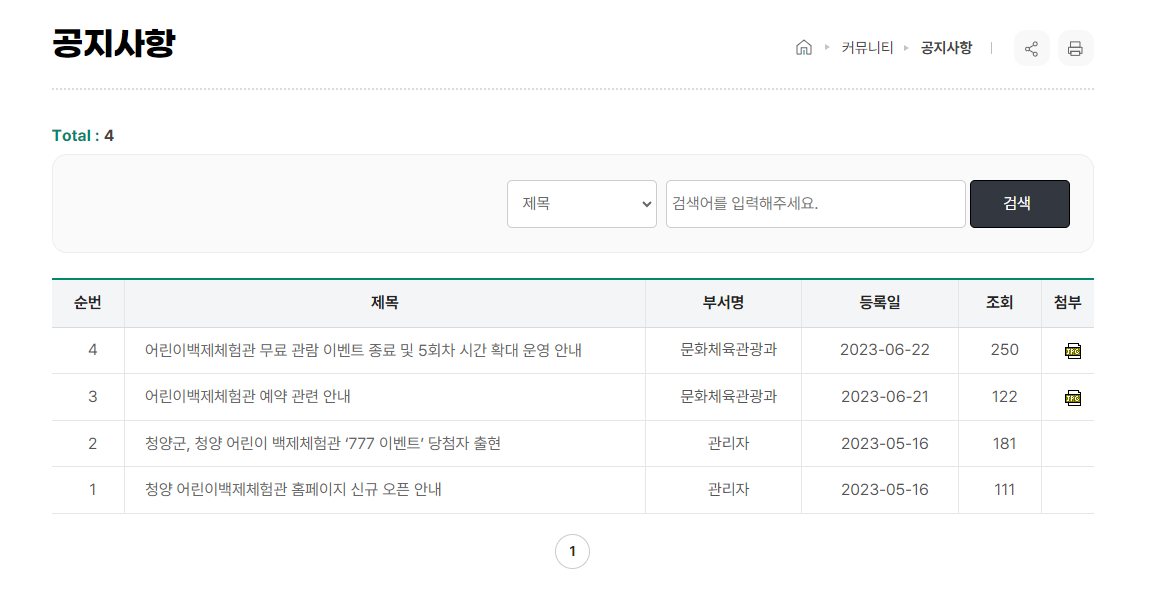 공지사항
커뮤니티 공지사항
Total : 4
제목 검색어를 입력해주세요. 검색
순번 제목 부서명 등록일 조회 첨부
4 어린이백제체험관 무료 관람 이벤트 종료 및 5회차 시간 확대 운영 안내 문화체육관광과 2023-06-22 250 JPG
3 어린이백제체험관 예약 관련 안내 문화체육관광과 2023-06-21 122 JPG
2 청양군, 청양 어린이 백제체험관 ‘777 이벤트’ 당첨자 출현 관리자 2023-05-16 181
1 청양 어린이백제체험관 홈페이지 신규 오픈 안내 관리자 2023-05-16 111
1